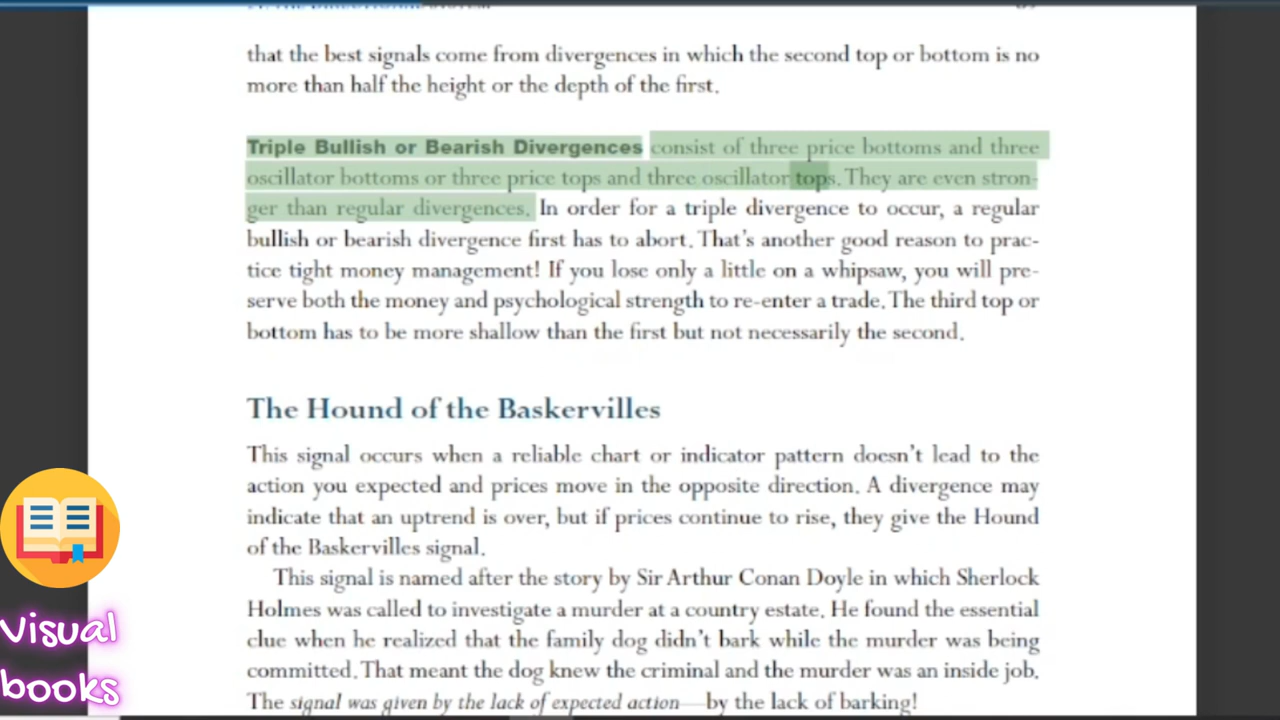 that the best signals come from divergences in which the second top or bottom is no
more than half the height or the depth of the first.
Triple Bullish or Bearish Divergences consist of three price bottoms and three
oscillator bottoms or three price tops and three oscillator tops. They are even stron-
ger than regular divergences. In order for a triple divergence to occur, a regular
bullish or bearish divergence first has to abort. That's another good reason to prac-
tice tight money management! If you lose only a little on a whipsaw, you will pre-
serve both the money and psychological strength to re-enter a trade. The third top or
bottom has to be more shallow than the first but not necessarily the second.
The Hound of the Baskervilles
This signal occurs when a reliable chart or indicator pattern doesn't lead to the
action you expected and prices move in the opposite direction. A divergence may
indicate that an uptrend is over, but if prices continue to rise, they give the Hound
of the Baskervilles signal.
This signal is named after the story by Sir Arthur Conan Doyle in which Sherlock
Holmes was called to investigate a murder at a country estate. He found the essential
clue when he realized that the family dog didn't bark while the murder was being
committed. That meant the dog knew the criminal and the murder was an inside job.
The signal was given by the lack of expected action—by the lack of barking!
Visual
books